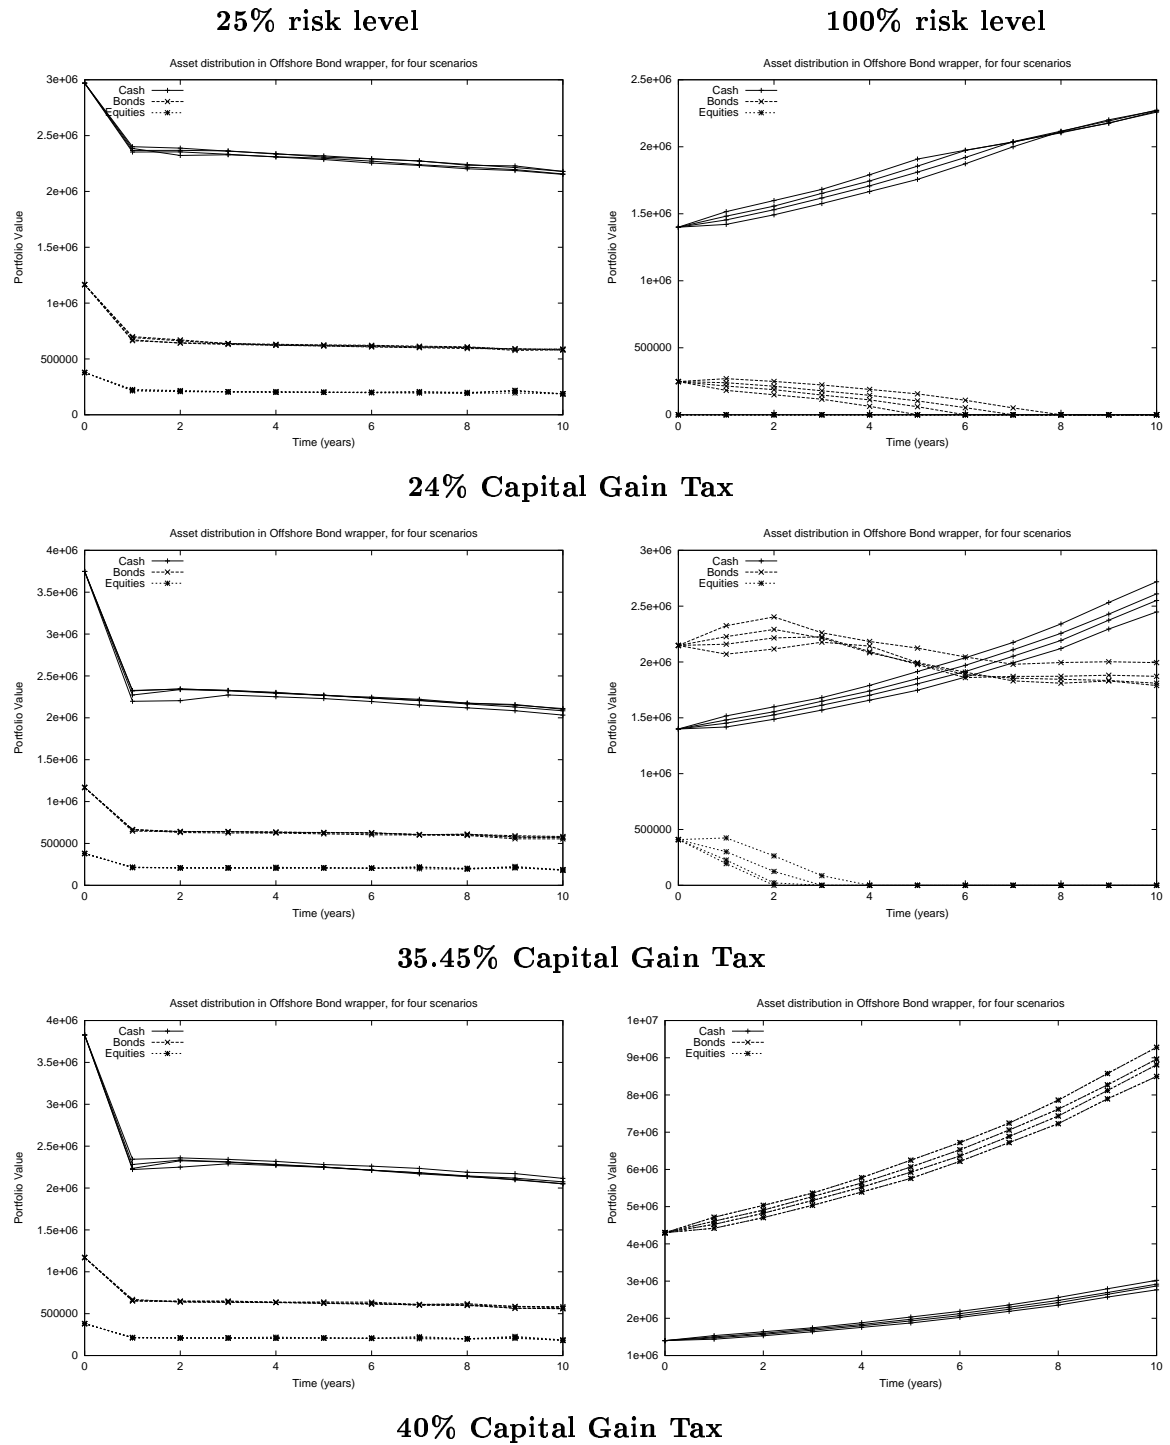 25% risk level
100% risk level
Asset distribution in Offshore Bond wrapper, for four scenarios
Portfolio Value
3e+06
2.5e+06
2e+06
1.5e+06
1e+06
500000
0
Cash
Bonds
Equities
0 2 4 6 8 10
Time (years)
Asset distribution in Offshore Bond wrapper, for four scenarios
Portfolio Value
2.5e+06
2e+06
1.5e+06
1e+06
500000
0
Cash
Bonds
Equities
0 2 4 6 8 10
Time (years)
24% Capital Gain Tax
Asset distribution in Offshore Bond wrapper, for four scenarios
Portfolio Value
4e+06
3.5e+06
3e+06
2.5e+06
2e+06
1.5e+06
1e+06
500000
0
Cash
Bonds
Equities
0 2 4 6 8 10
Time (years)
Asset distribution in Offshore Bond wrapper, for four scenarios
Portfolio Value
3e+06
2.5e+06
2e+06
1.5e+06
1e+06
500000
0
Cash
Bonds
Equities
0 2 4 6 8 10
Time (years)
35.45% Capital Gain Tax
Asset distribution in Offshore Bond wrapper, for four scenarios
Portfolio Value
4e+06
3.5e+06
3e+06
2.5e+06
2e+06
1.5e+06
1e+06
500000
0
Cash
Bonds
Equities
0 2 4 6 8 10
Time (years)
Asset distribution in Offshore Bond wrapper, for four scenarios
Portfolio Value
1e+07
9e+06
8e+06
7e+06
6e+06
5e+06
4e+06
3e+06
2e+06
1e+06
Cash
Bonds
Equities
0 2 4 6 8 10
Time (years)
40% Capital Gain Tax